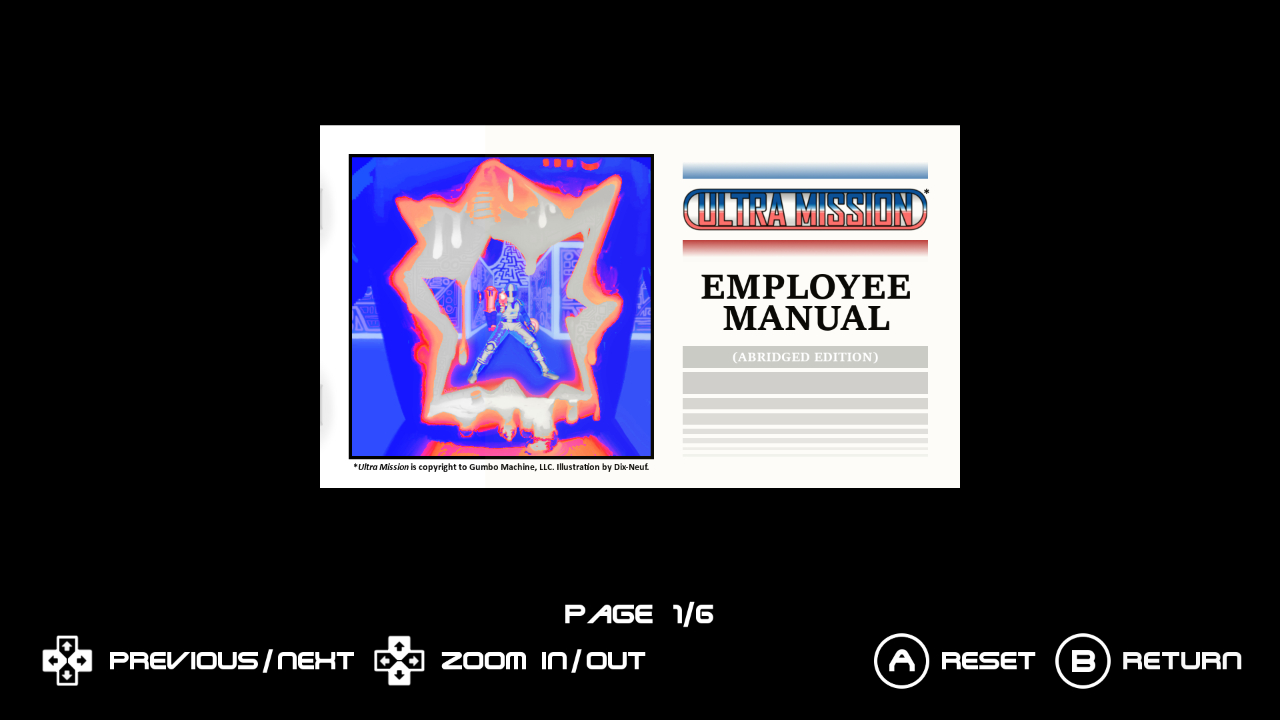 ULTRA MISSION*
EMPLOYEE
MANUAL
(ABRIDGED EDITION)
*Ultra Mission is copyright to Gumbo Machine, LLC. Illustration by Dix-Neuf.
PAGE 1/6
PREVIOUS/NEXT
ZOOM IN/OUT
A RESET
B RETURN